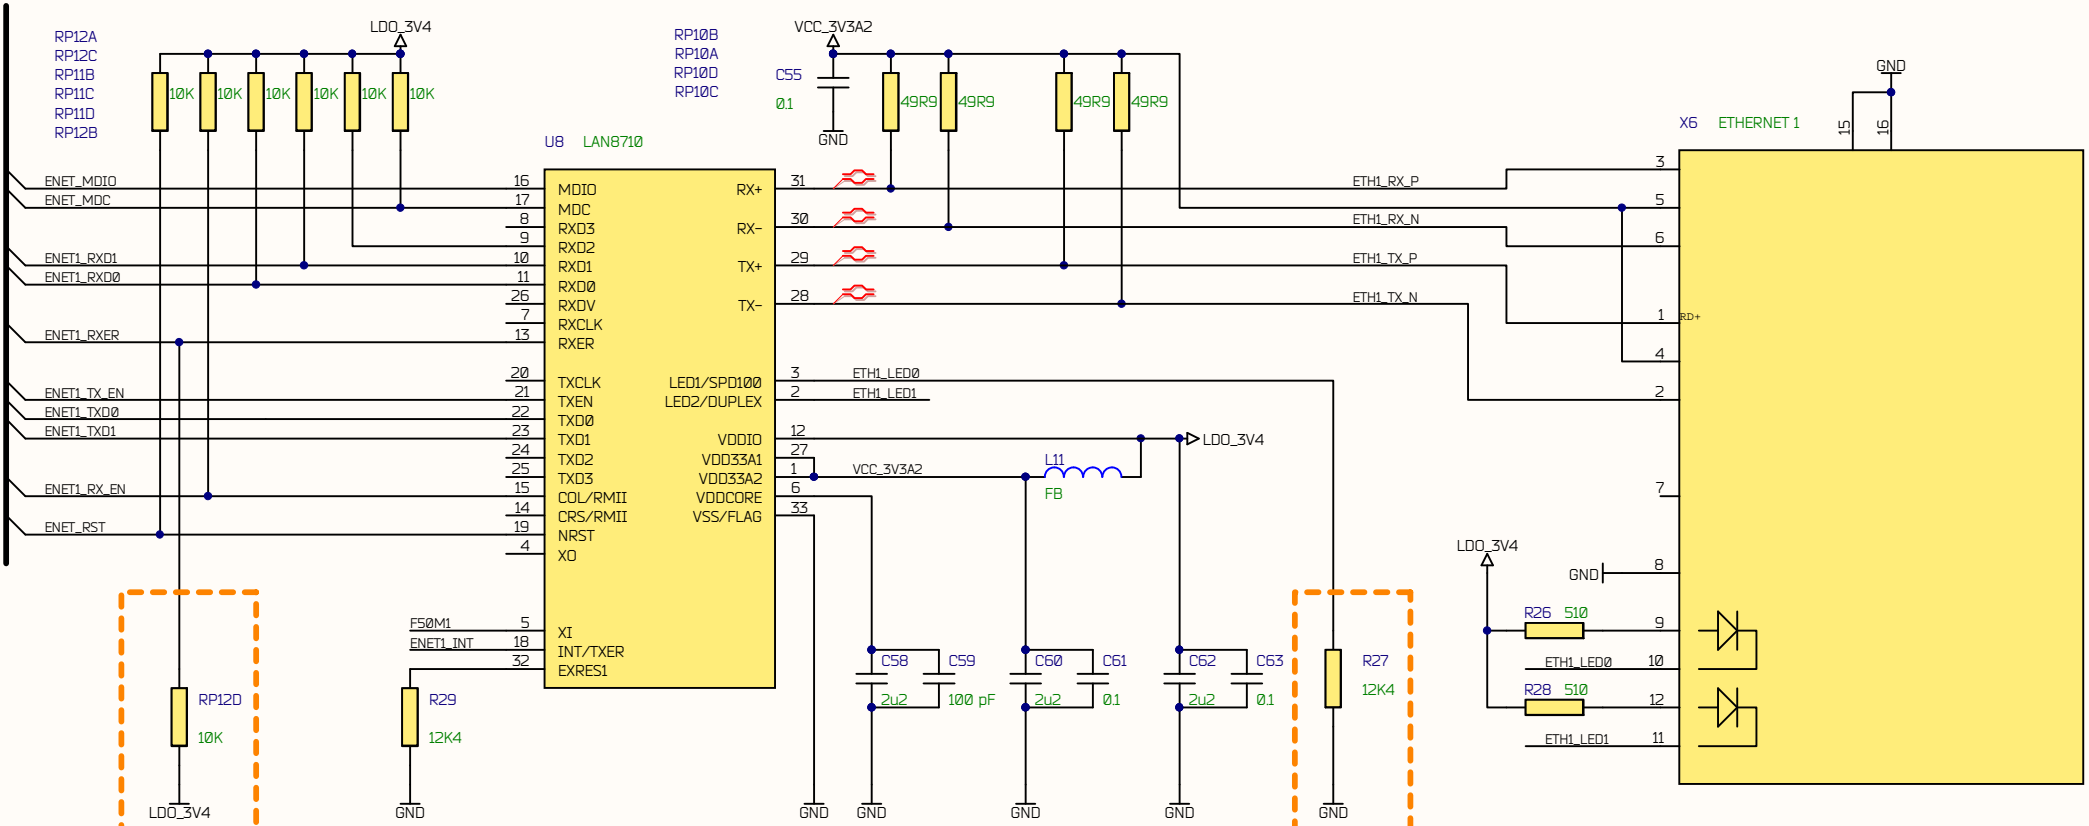 LDO_3V4
RP12A
RP12C
RP11B
RP11C
RP11D
RP12B
10K 10K 10K 10K 10K 10K
RP10B
RP10A
RP10D
RP10C
VCC_3V3A2
C55
0.1
GND
49R9 49R9 49R9 49R9
U8 LAN8710
ENET_MDIO 16 MDIO
ENET_MDC 17 MDC
8 RXD3
9 RXD2
ENET1_RXD1 10 RXD1
ENET1_RXD0 11 RXD0
26 RXDV
7 RXCLK
ENET1_RXER 13 RXER
20 TXCLK
ENET1_TX_EN 21 TXEN
ENET1_TXD0 22 TXD0
ENET1_TXD1 23 TXD1
24 TXD2
25 TXD3
ENET1_RX_EN 15 COL/RMII
14 CRS/RMII
ENET_RST 19 NRST
4 XO
F50M1 5 XI
ENET1_INT 18 INT/TXER
32 EXRES1
RX+ 31 ETH1_RX_P
RX- 30 ETH1_RX_N
TX+ 29 ETH1_TX_P
TX- 28 ETH1_TX_N
LED1/SPD100 3 ETH1_LED0
LED2/DUPLEX 2 ETH1_LED1
VDDIO 12 LDO_3V4
VDD33A1 27
VDD33A2 1 VCC_3V3A2
VDDCORE 6
VSS/FLAG 33
L11
FB
RP12D
10K
LDO_3V4
R29
12K4
GND
GND
C58 C59
2u2 100 pF
GND
C60 C61
2u2 0.1
GND
C62 C63
2u2 0.1
GND
R27
12K4
GND
X6 ETHERNET 1
GND
15 16
3
5
6
1 RD+
4
2
7
GND 8
LDO_3V4
R26 510 9
ETH1_LED0 10
R28 510 12
ETH1_LED1 11